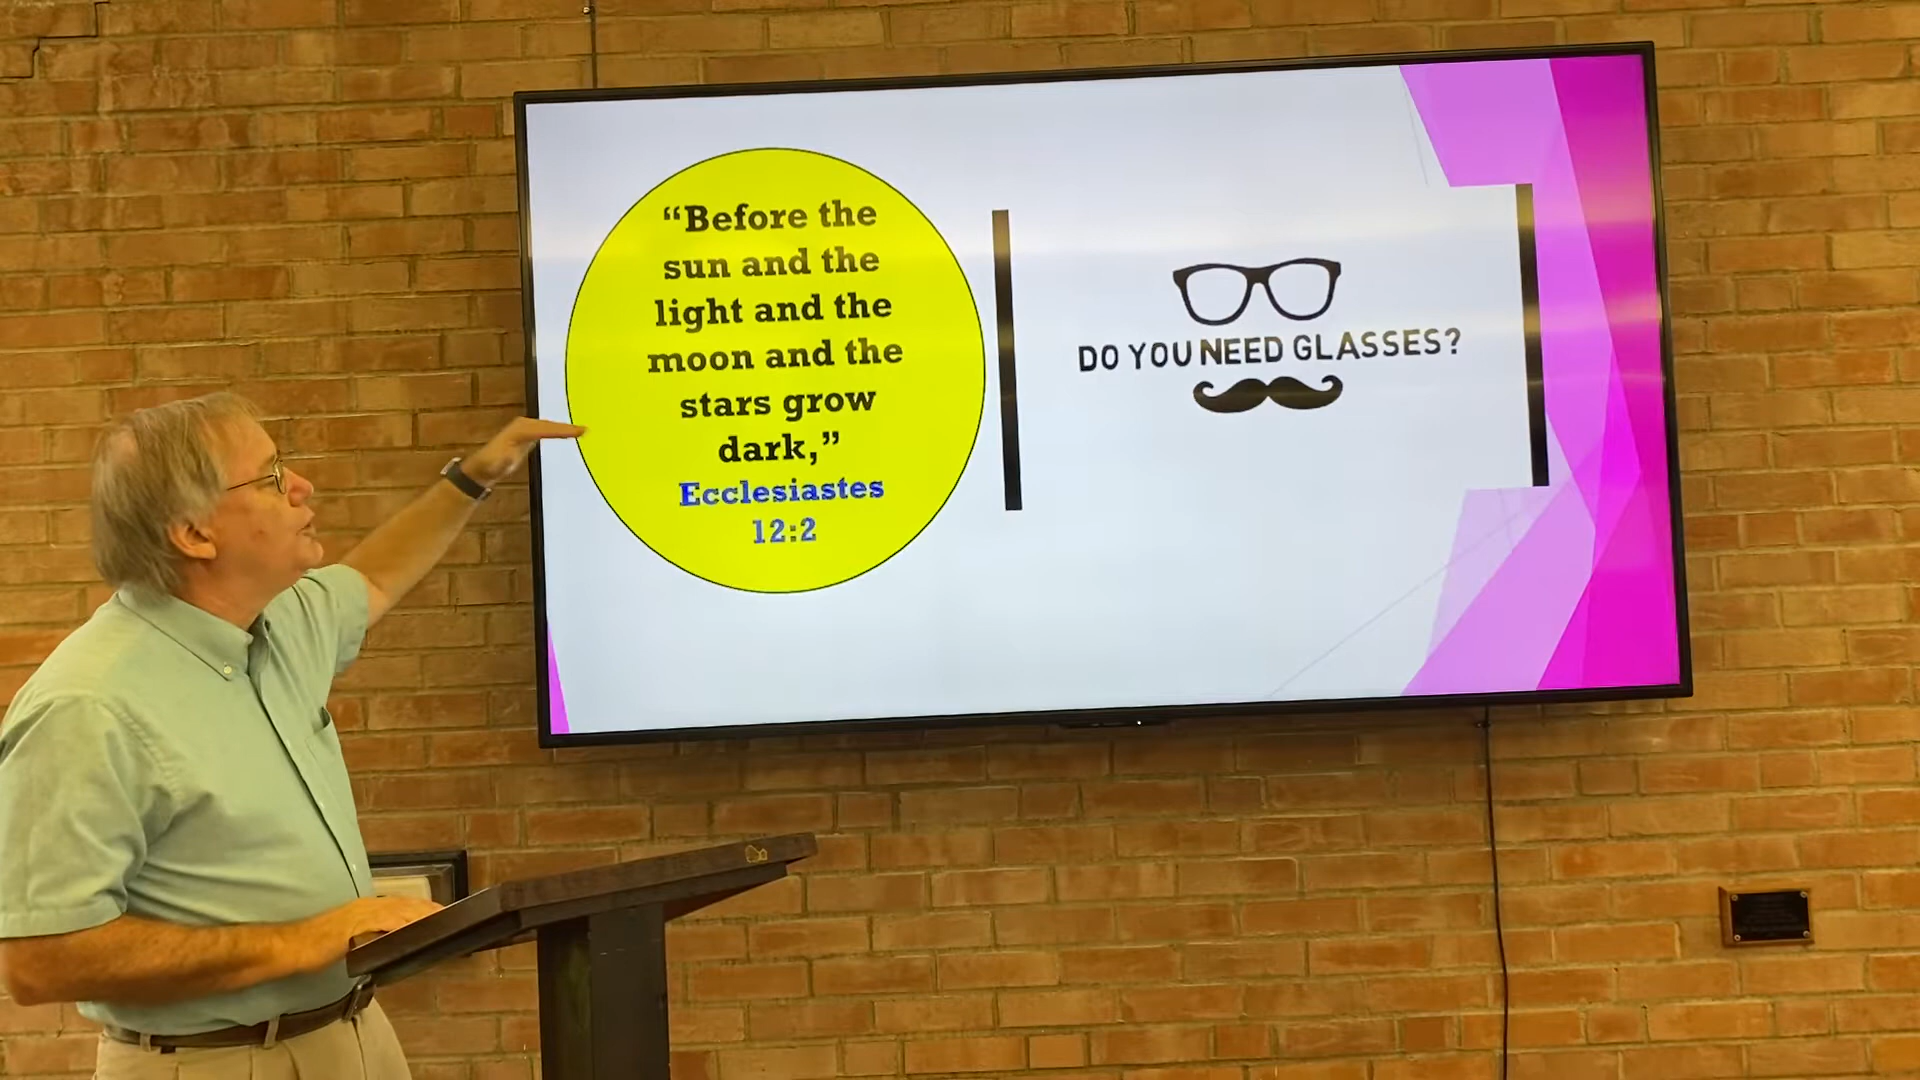 “Before the
sun and the
light and the
moon and the
stars grow
dark,”
Ecclesiastes
12:2
DO YOU NEED GLASSES?